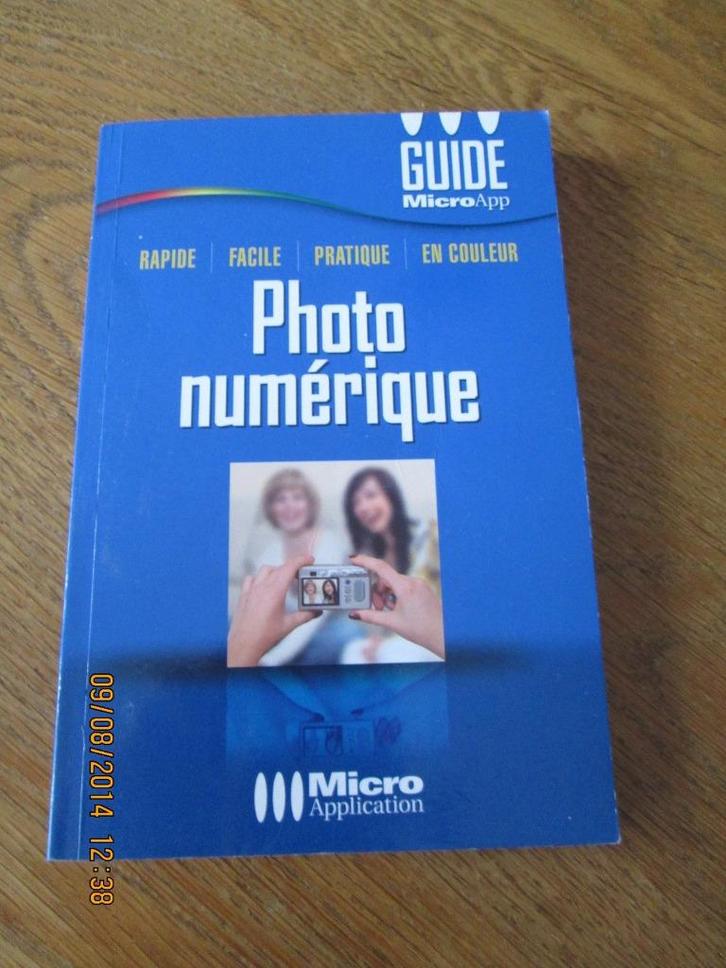 GUIDE
MicroApp
RAPIDE | FACILE | PRATIQUE | EN COULEUR
Photo
numérique
Micro
Application
09/08/2014 12:38